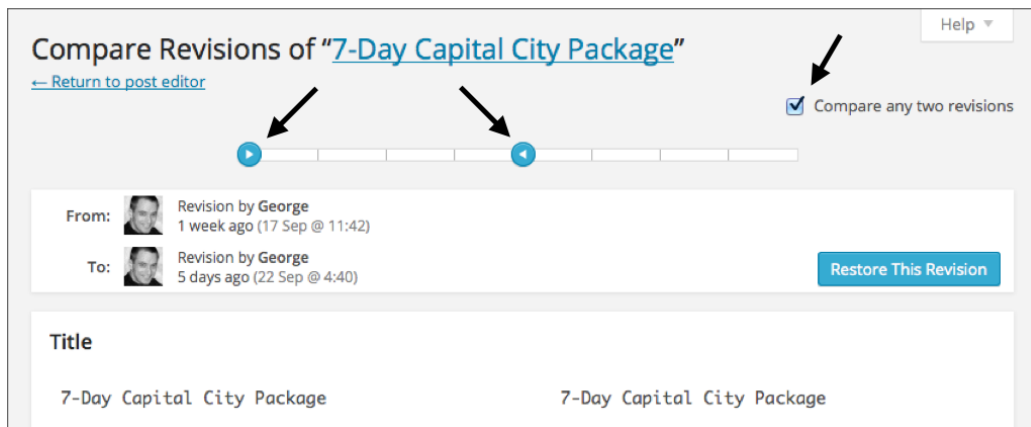 Help
Compare Revisions of “7-Day Capital City Package”
← Return to post editor
Compare any two revisions
From:
Revision by George
1 week ago (17 Sep @ 11:42)
To:
Revision by George
5 days ago (22 Sep @ 4:40)
Restore This Revision
Title
7-Day Capital City Package
7-Day Capital City Package